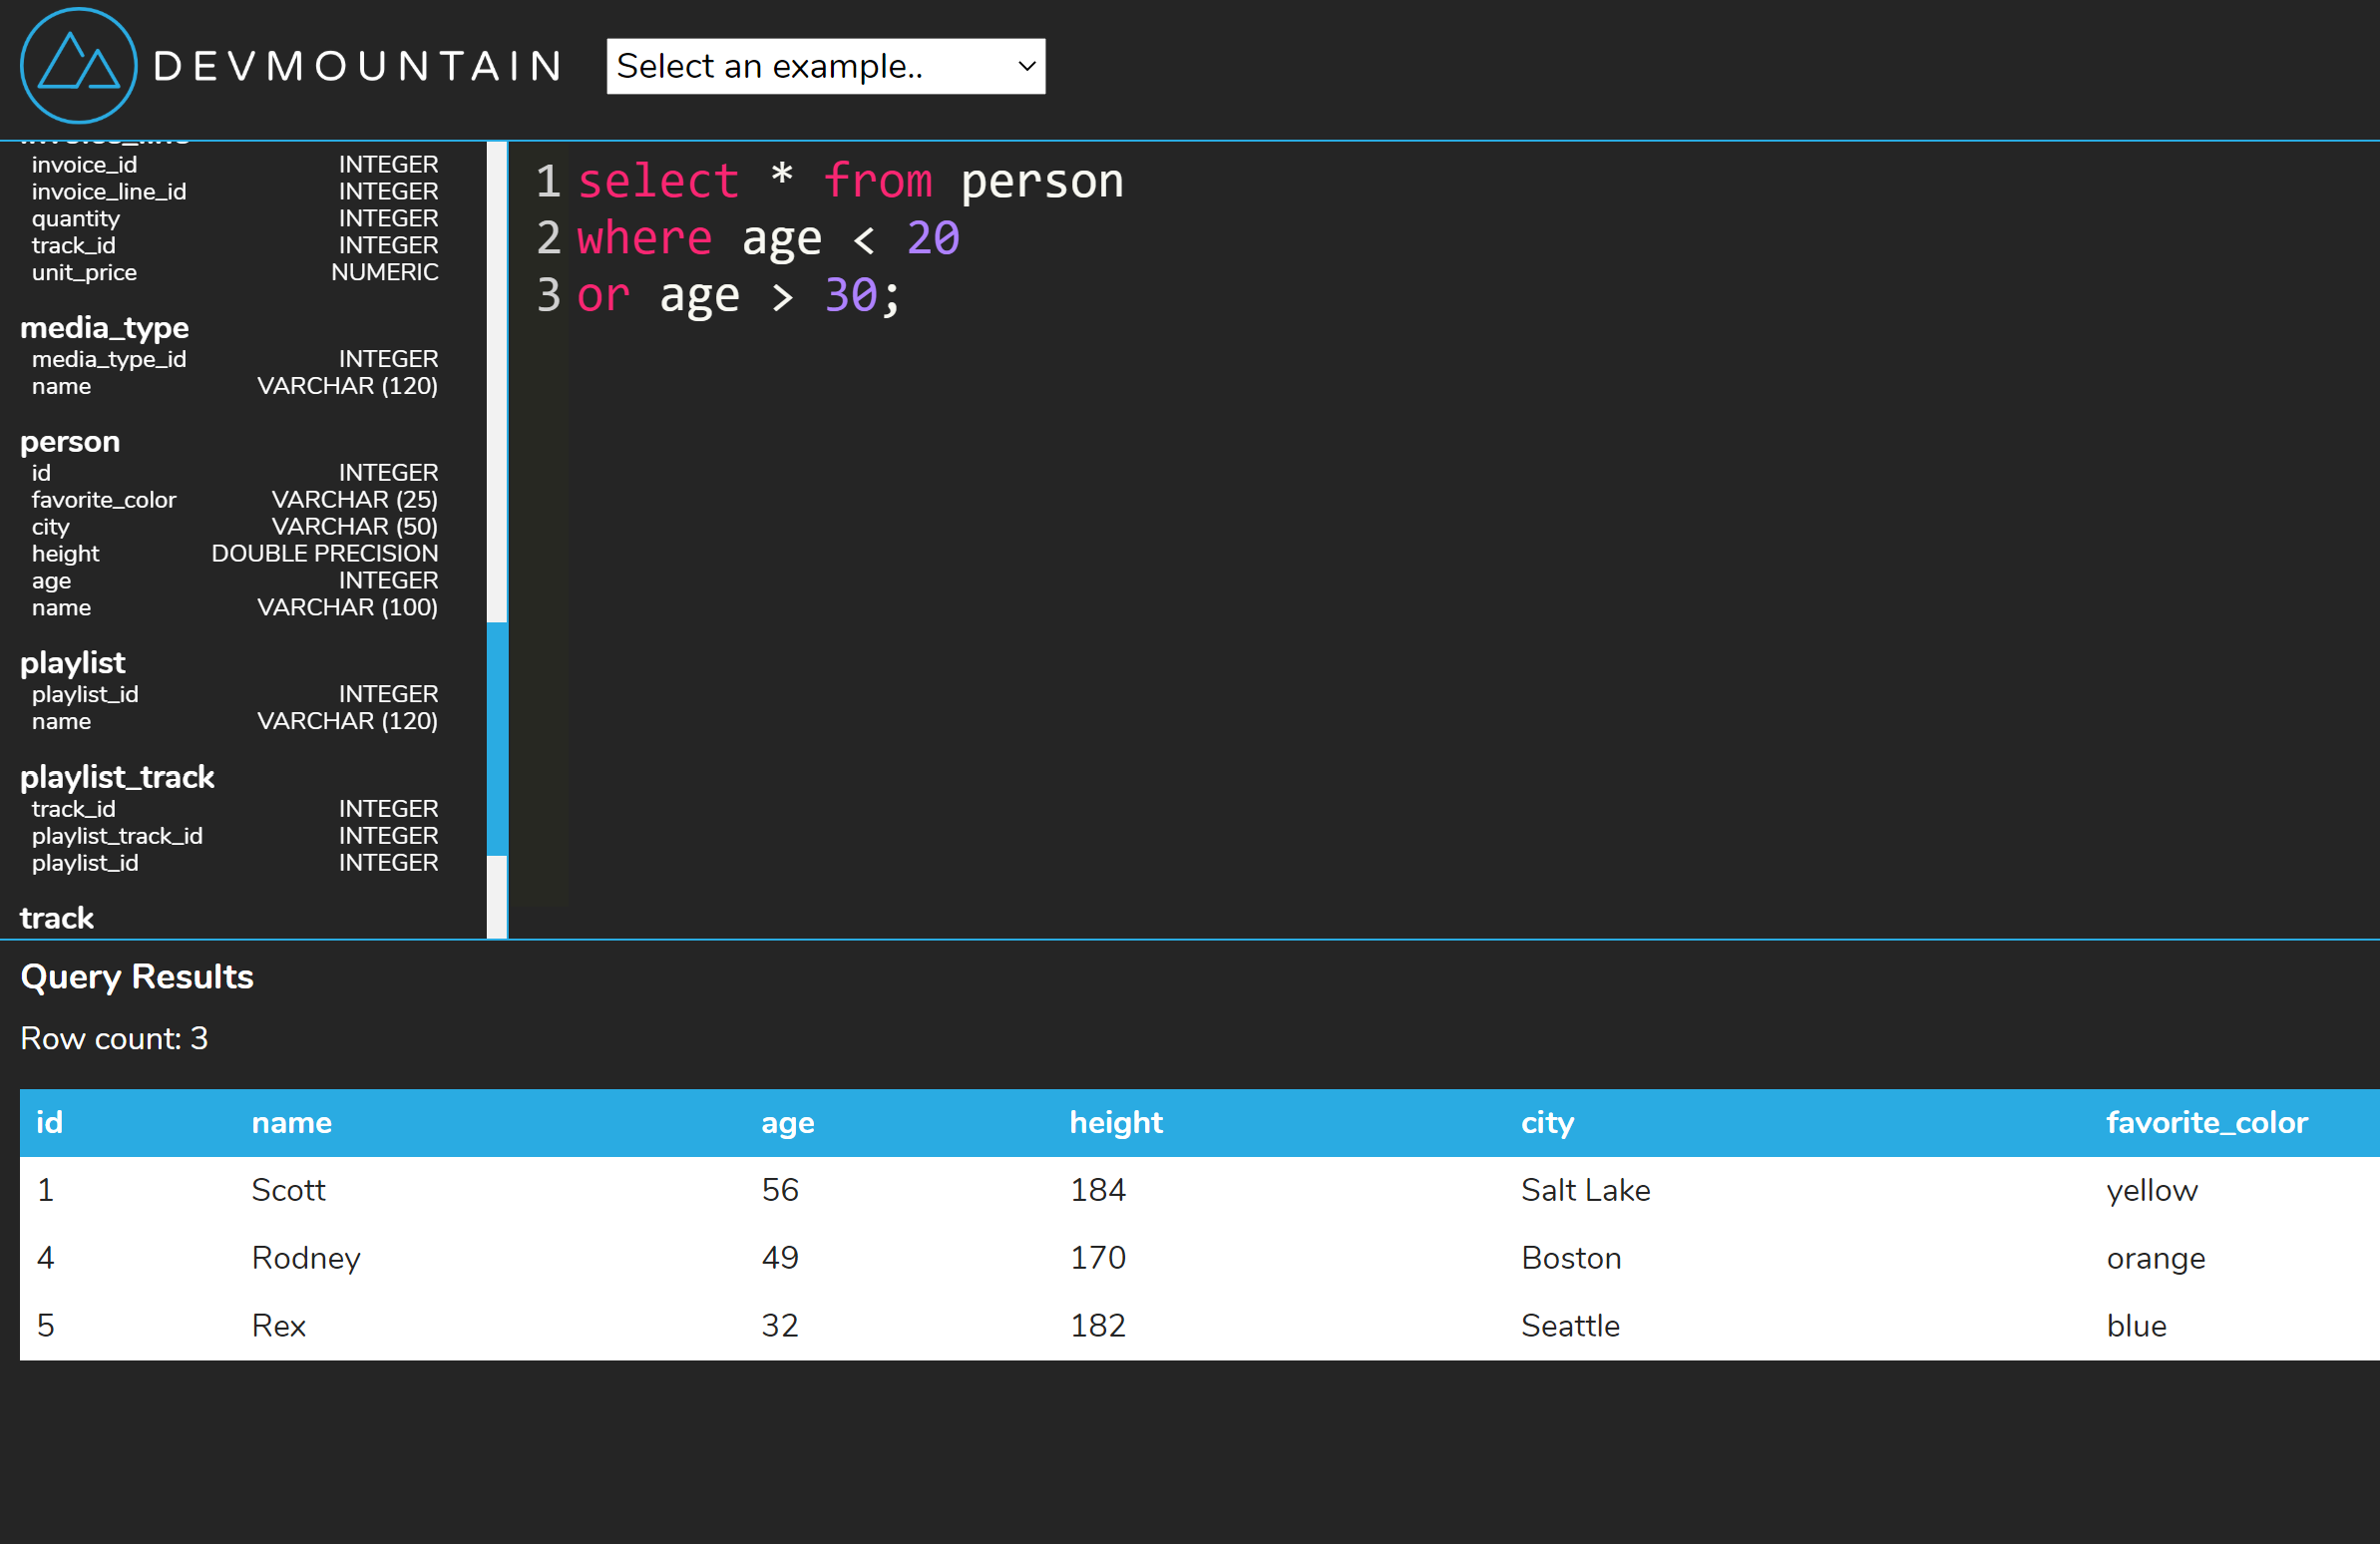 DEVMOUNTAIN
Select an example..
invoice_id INTEGER
invoice_line_id INTEGER
quantity INTEGER
track_id INTEGER
unit_price NUMERIC
media_type
media_type_id INTEGER
name VARCHAR (120)
person
id INTEGER
favorite_color VARCHAR (25)
city VARCHAR (50)
height DOUBLE PRECISION
age INTEGER
name VARCHAR (100)
playlist
playlist_id INTEGER
name VARCHAR (120)
playlist_track
track_id INTEGER
playlist_track_id INTEGER
playlist_id INTEGER
track
1 select * from person
2 where age < 20
3 or age > 30;
Query Results
Row count: 3
id name age height city favorite_color
1 Scott 56 184 Salt Lake yellow
4 Rodney 49 170 Boston orange
5 Rex 32 182 Seattle blue